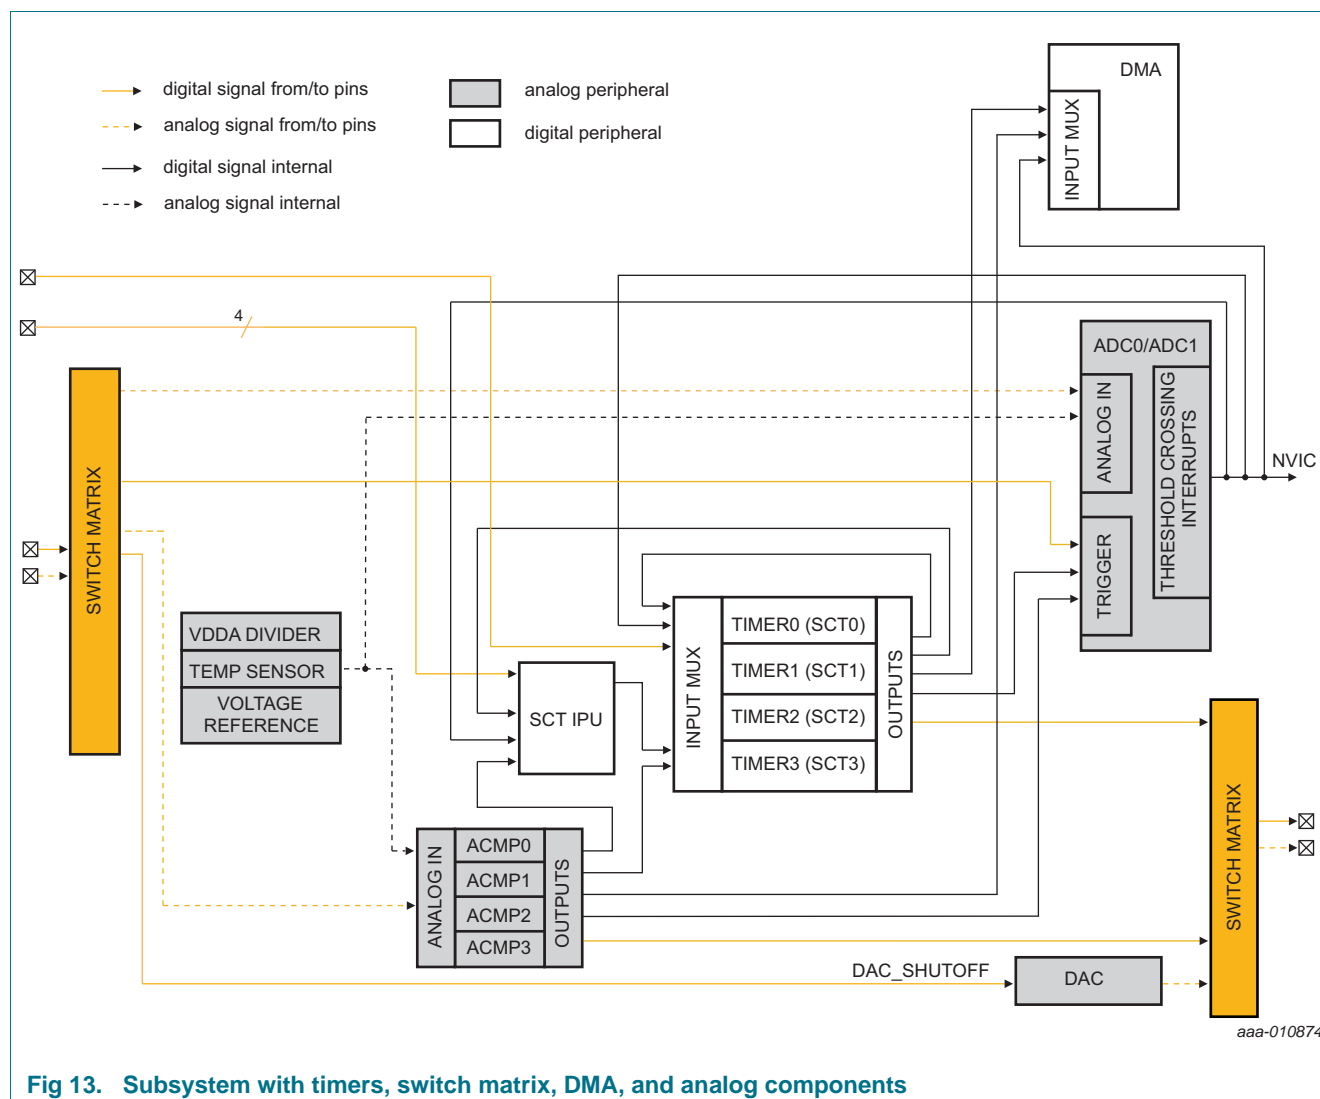 digital signal from/to pins
analog signal from/to pins
digital signal internal
analog signal internal
analog peripheral
digital peripheral
DMA
INPUT MUX
4
SWITCH MATRIX
ADC0/ADC1
ANALOG IN
THRESHOLD CROSSING
INTERRUPTS
TRIGGER
NVIC
VDDA DIVIDER
TEMP SENSOR
VOLTAGE
REFERENCE
SCT IPU
INPUT MUX
TIMER0 (SCT0)
TIMER1 (SCT1)
TIMER2 (SCT2)
TIMER3 (SCT3)
OUTPUTS
ANALOG IN
ACMP0
ACMP1
ACMP2
ACMP3
OUTPUTS
DAC_SHUTOFF
DAC
SWITCH MATRIX
aaa-010874
Fig 13. Subsystem with timers, switch matrix, DMA, and analog components